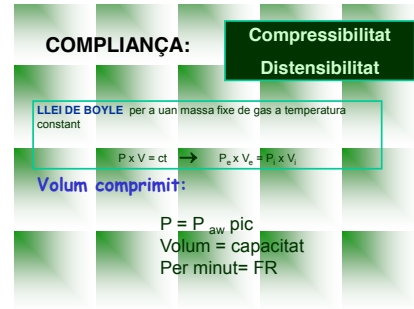 COMPLIANÇA:
Compressibilitat
Distensibilitat
LLEI DE BOYLE per a uan massa fixe de gas a temperatura
constant
P x V = ct → Pe x Ve = Pi x Vi
Volum comprimit:
P = P aw pic
Volum = capacitat
Per minut= FR